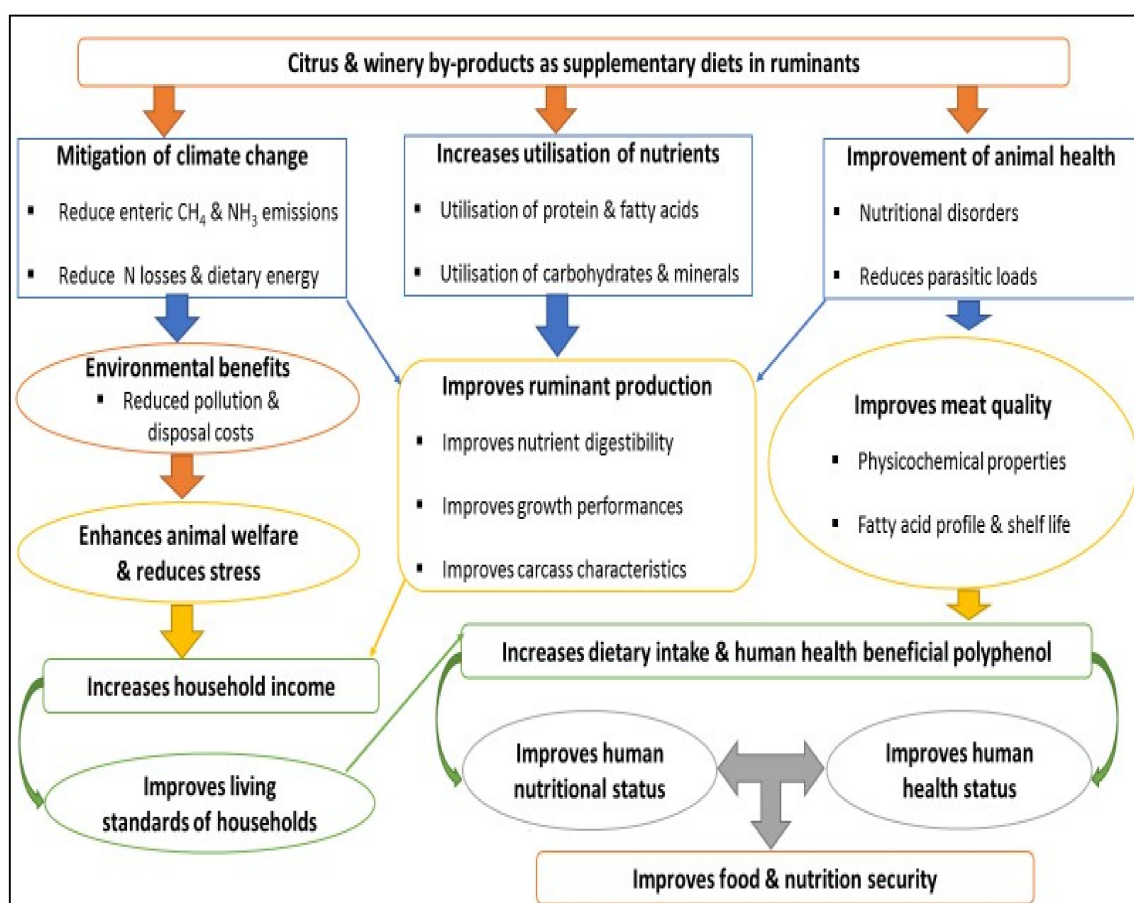 Citrus & winery by-products as supplementary diets in ruminants
Mitigation of climate change
▪ Reduce enteric CH₄ & NH₃ emissions
▪ Reduce N losses & dietary energy
Increases utilisation of nutrients
▪ Utilisation of protein & fatty acids
▪ Utilisation of carbohydrates & minerals
Improvement of animal health
▪ Nutritional disorders
▪ Reduces parasitic loads
Environmental benefits
▪ Reduced pollution &
disposal costs
Improves ruminant production
▪ Improves nutrient digestibility
▪ Improves growth performances
▪ Improves carcass characteristics
Improves meat quality
▪ Physicochemical properties
▪ Fatty acid profile & shelf life
Enhances animal welfare
& reduces stress
Increases household income
Increases dietary intake & human health beneficial polyphenol
Improves living
standards of households
Improves human
nutritional status
Improves human
health status
Improves food & nutrition security